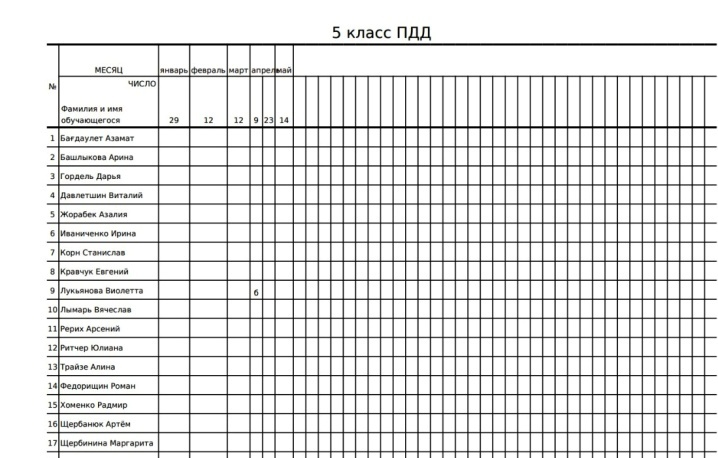 5 класс ПДД
МЕСЯЦ январь февраль март апрель май
№ ЧИСЛО
Фамилия и имя
обучающегося 29 12 12 9 23 14
1 Бағдаулет Азамат
2 Башлыкова Арина
3 Гордель Дарья
4 Давлетшин Виталий
5 Жорабек Азалия
6 Иваниченко Ирина
7 Корн Станислав
8 Кравчук Евгений
9 Лукьянова Виолетта б
10 Лымарь Вячеслав
11 Рерих Арсений
12 Ритчер Юлиана
13 Трайзе Алина
14 Федорищин Роман
15 Хоменко Радмир
16 Щербанюк Артём
17 Щербинина Маргарита